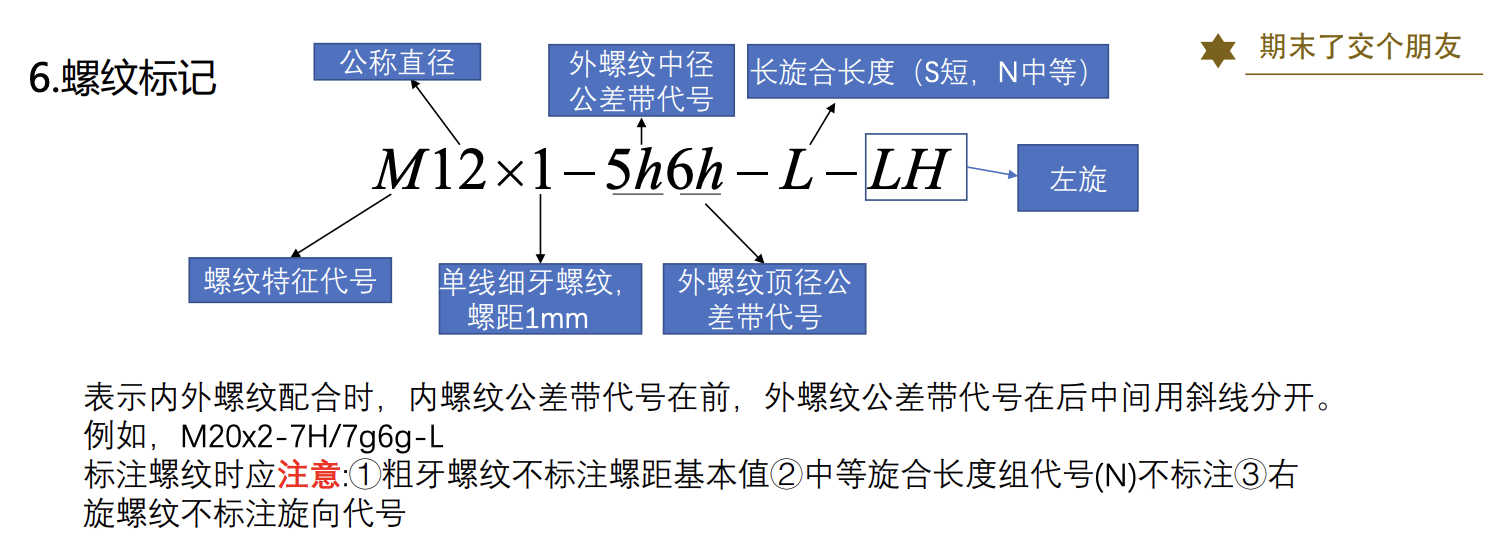 期末了交个朋友
6.螺纹标记
公称直径
外螺纹中径
公差带代号
长旋合长度（S短，N中等）
M12×1－5h6h－L－LH
左旋
螺纹特征代号
单线细牙螺纹，
螺距1mm
外螺纹顶径公
差带代号
表示内外螺纹配合时，内螺纹公差带代号在前，外螺纹公差带代号在后中间用斜线分开。
例如，M20x2-7H/7g6g-L
标注螺纹时应注意:①粗牙螺纹不标注螺距基本值②中等旋合长度组代号(N)不标注③右
旋螺纹不标注旋向代号